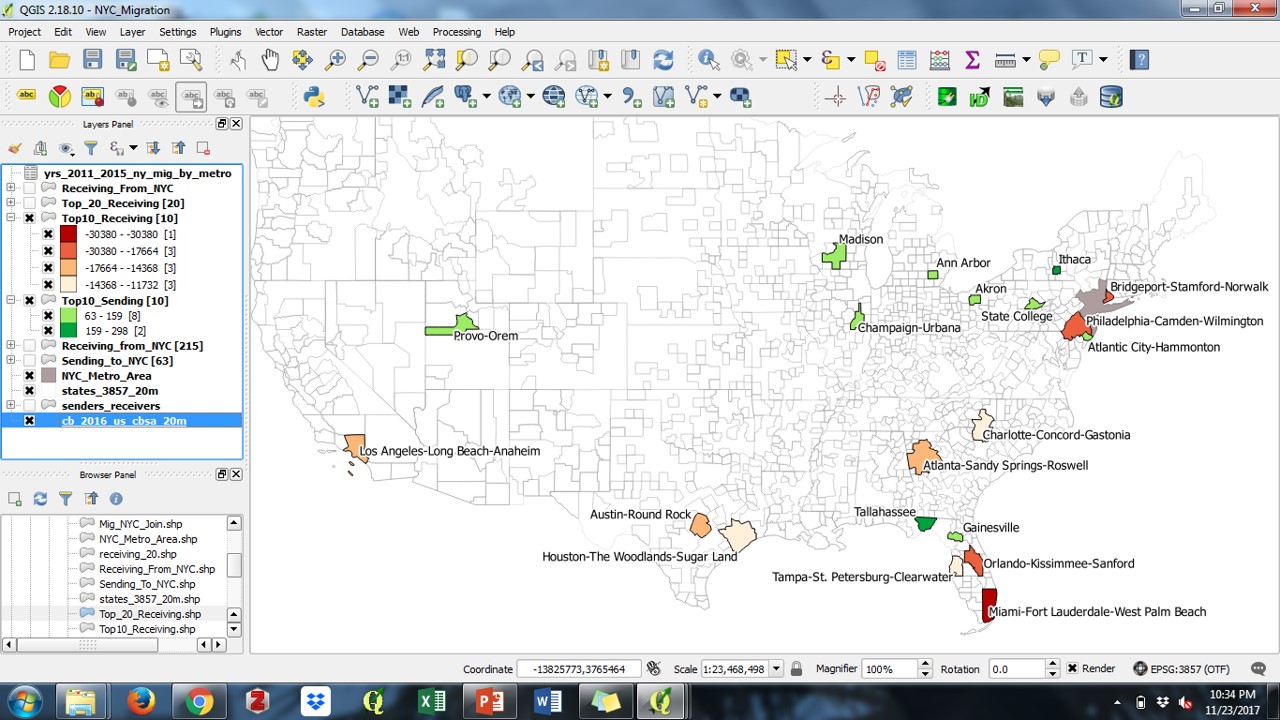 QGIS 2.18.10 - NYC_Migration
Project Edit View Layer Settings Plugins Vector Raster Database Web Processing Help
Layers Panel
yrs_2011_2015_ny_mig_by_metro
Receiving_From_NYC
Top_20_Receiving [20]
Top10_Receiving [10]
-30380 - -30380 [1]
-30380 - -17664 [3]
-17664 - -14368 [3]
-14368 - -11732 [3]
Top10_Sending [10]
63 - 159 [8]
159 - 298 [2]
Receiving_from_NYC [215]
Sending_to_NYC [63]
NYC_Metro_Area
states_3857_20m
senders_receivers
cb_2016_us_cbsa_20m
Browser Panel
Mig_NYC_Join.shp
NYC_Metro_Area.shp
receiving_20.shp
Receiving_From_NYC.shp
Sending_To_NYC.shp
states_3857_20m.shp
Top_20_Receiving.shp
Top10_Receiving.shp
Madison
Ann Arbor
Ithaca
Akron
Bridgeport-Stamford-Norwalk
State College
Philadelphia-Camden-Wilmington
Champaign-Urbana
Provo-Orem
Atlantic City-Hammonton
Charlotte-Concord-Gastonia
Los Angeles-Long Beach-Anaheim
Atlanta-Sandy Springs-Roswell
Austin-Round Rock
Tallahassee
Gainesville
Houston-The Woodlands-Sugar Land
Orlando-Kissimmee-Sanford
Tampa-St. Petersburg-Clearwater
Miami-Fort Lauderdale-West Palm Beach
Coordinate -13825773,3765464 Scale 1:23,468,498 Magnifier 100% Rotation 0.0 Render EPSG:3857 (OTF)
10:34 PM
11/23/2017